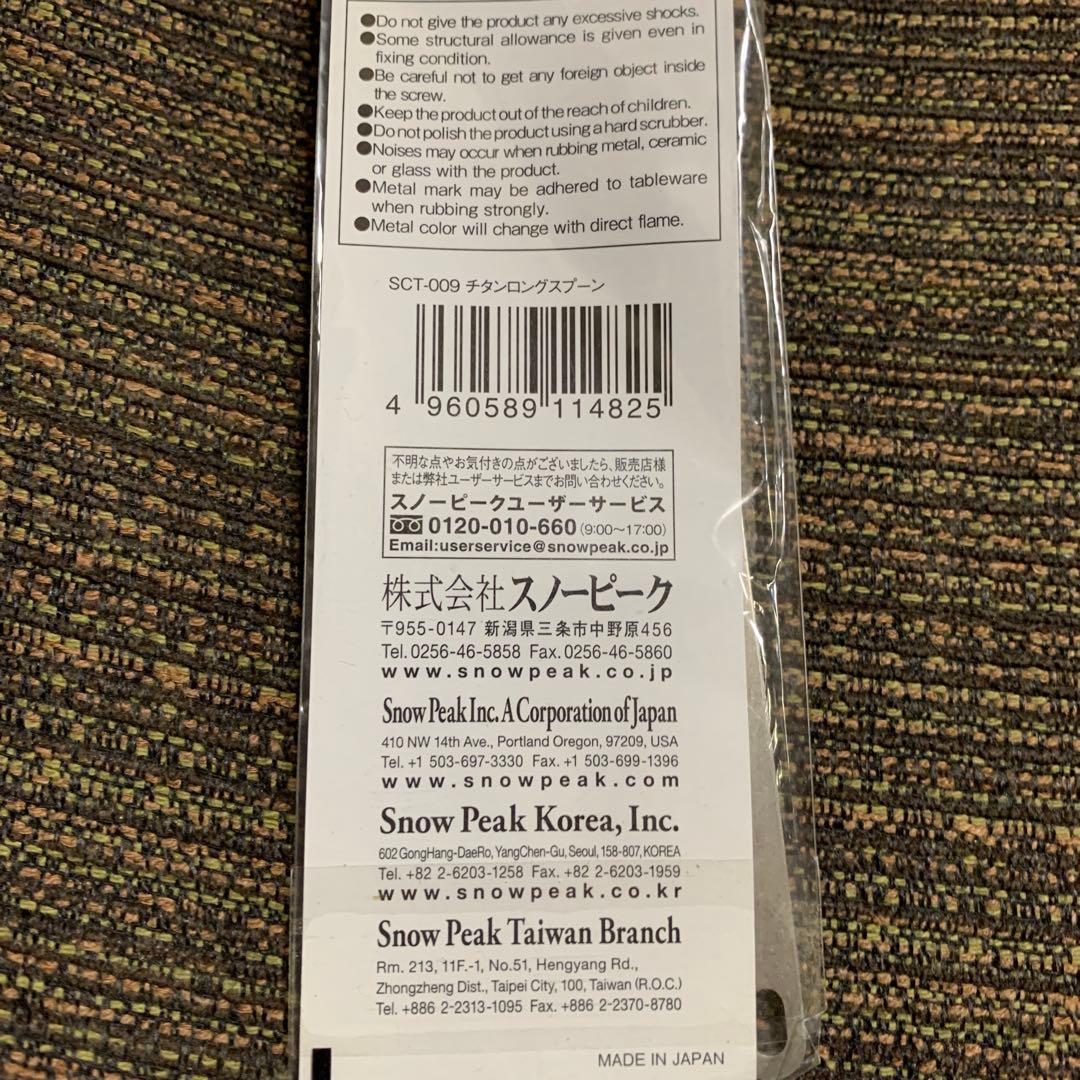 ●Do not give the product any excessive shocks.
●Some structural allowance is given even in
fixing condition.
●Be careful not to get any foreign object inside
the screw.
●Keep the product out of the reach of children.
●Do not polish the product using a hard scrubber.
●Noises may occur when rubbing metal, ceramic
or glass with the product.
●Metal mark may be adhered to tableware
when rubbing strongly.
●Metal color will change with direct flame.
SCT-009 チタンロングスプーン
4 960589 114825
不明な点やお気付きの点がございましたら、販売店様
または弊社ユーザーサービスまでお問い合わせください。
スノーピークユーザーサービス
0120-010-660 (9:00〜17:00)
Email:userservice@snowpeak.co.jp
株式会社スノーピーク
〒955-0147 新潟県三条市中野原456
Tel. 0256-46-5858 Fax. 0256-46-5860
www.snowpeak.co.jp
Snow Peak Inc. A Corporation of Japan
410 NW 14th Ave., Portland Oregon, 97209, USA
Tel. +1 503-697-3330 Fax. +1 503-699-1396
www.snowpeak.com
Snow Peak Korea, Inc.
602 GongHang-DaeRo, YangChen-Gu, Seoul, 158-807, KOREA
Tel. +82 2-6203-1258 Fax. +82 2-6203-1959
www.snowpeak.co.kr
Snow Peak Taiwan Branch
Rm. 213, 11F.-1, No.51, Hengyang Rd.,
Zhongzheng Dist., Taipei City, 100, Taiwan (R.O.C.)
Tel. +886 2-2313-1095 Fax. +886 2-2370-8780
MADE IN JAPAN